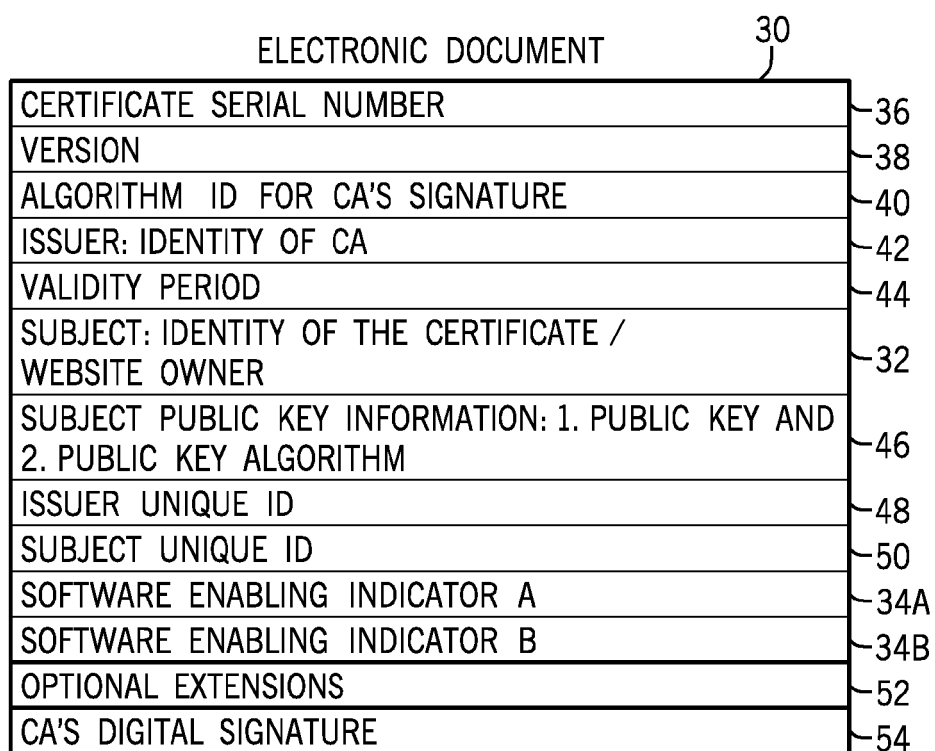 30
ELECTRONIC DOCUMENT
CERTIFICATE SERIAL NUMBER 36
VERSION 38
ALGORITHM ID FOR CA'S SIGNATURE 40
ISSUER: IDENTITY OF CA 42
VALIDITY PERIOD 44
SUBJECT: IDENTITY OF THE CERTIFICATE /
WEBSITE OWNER 32
SUBJECT PUBLIC KEY INFORMATION: 1. PUBLIC KEY AND
2. PUBLIC KEY ALGORITHM 46
ISSUER UNIQUE ID 48
SUBJECT UNIQUE ID 50
SOFTWARE ENABLING INDICATOR A 34A
SOFTWARE ENABLING INDICATOR B 34B
OPTIONAL EXTENSIONS 52
CA'S DIGITAL SIGNATURE 54